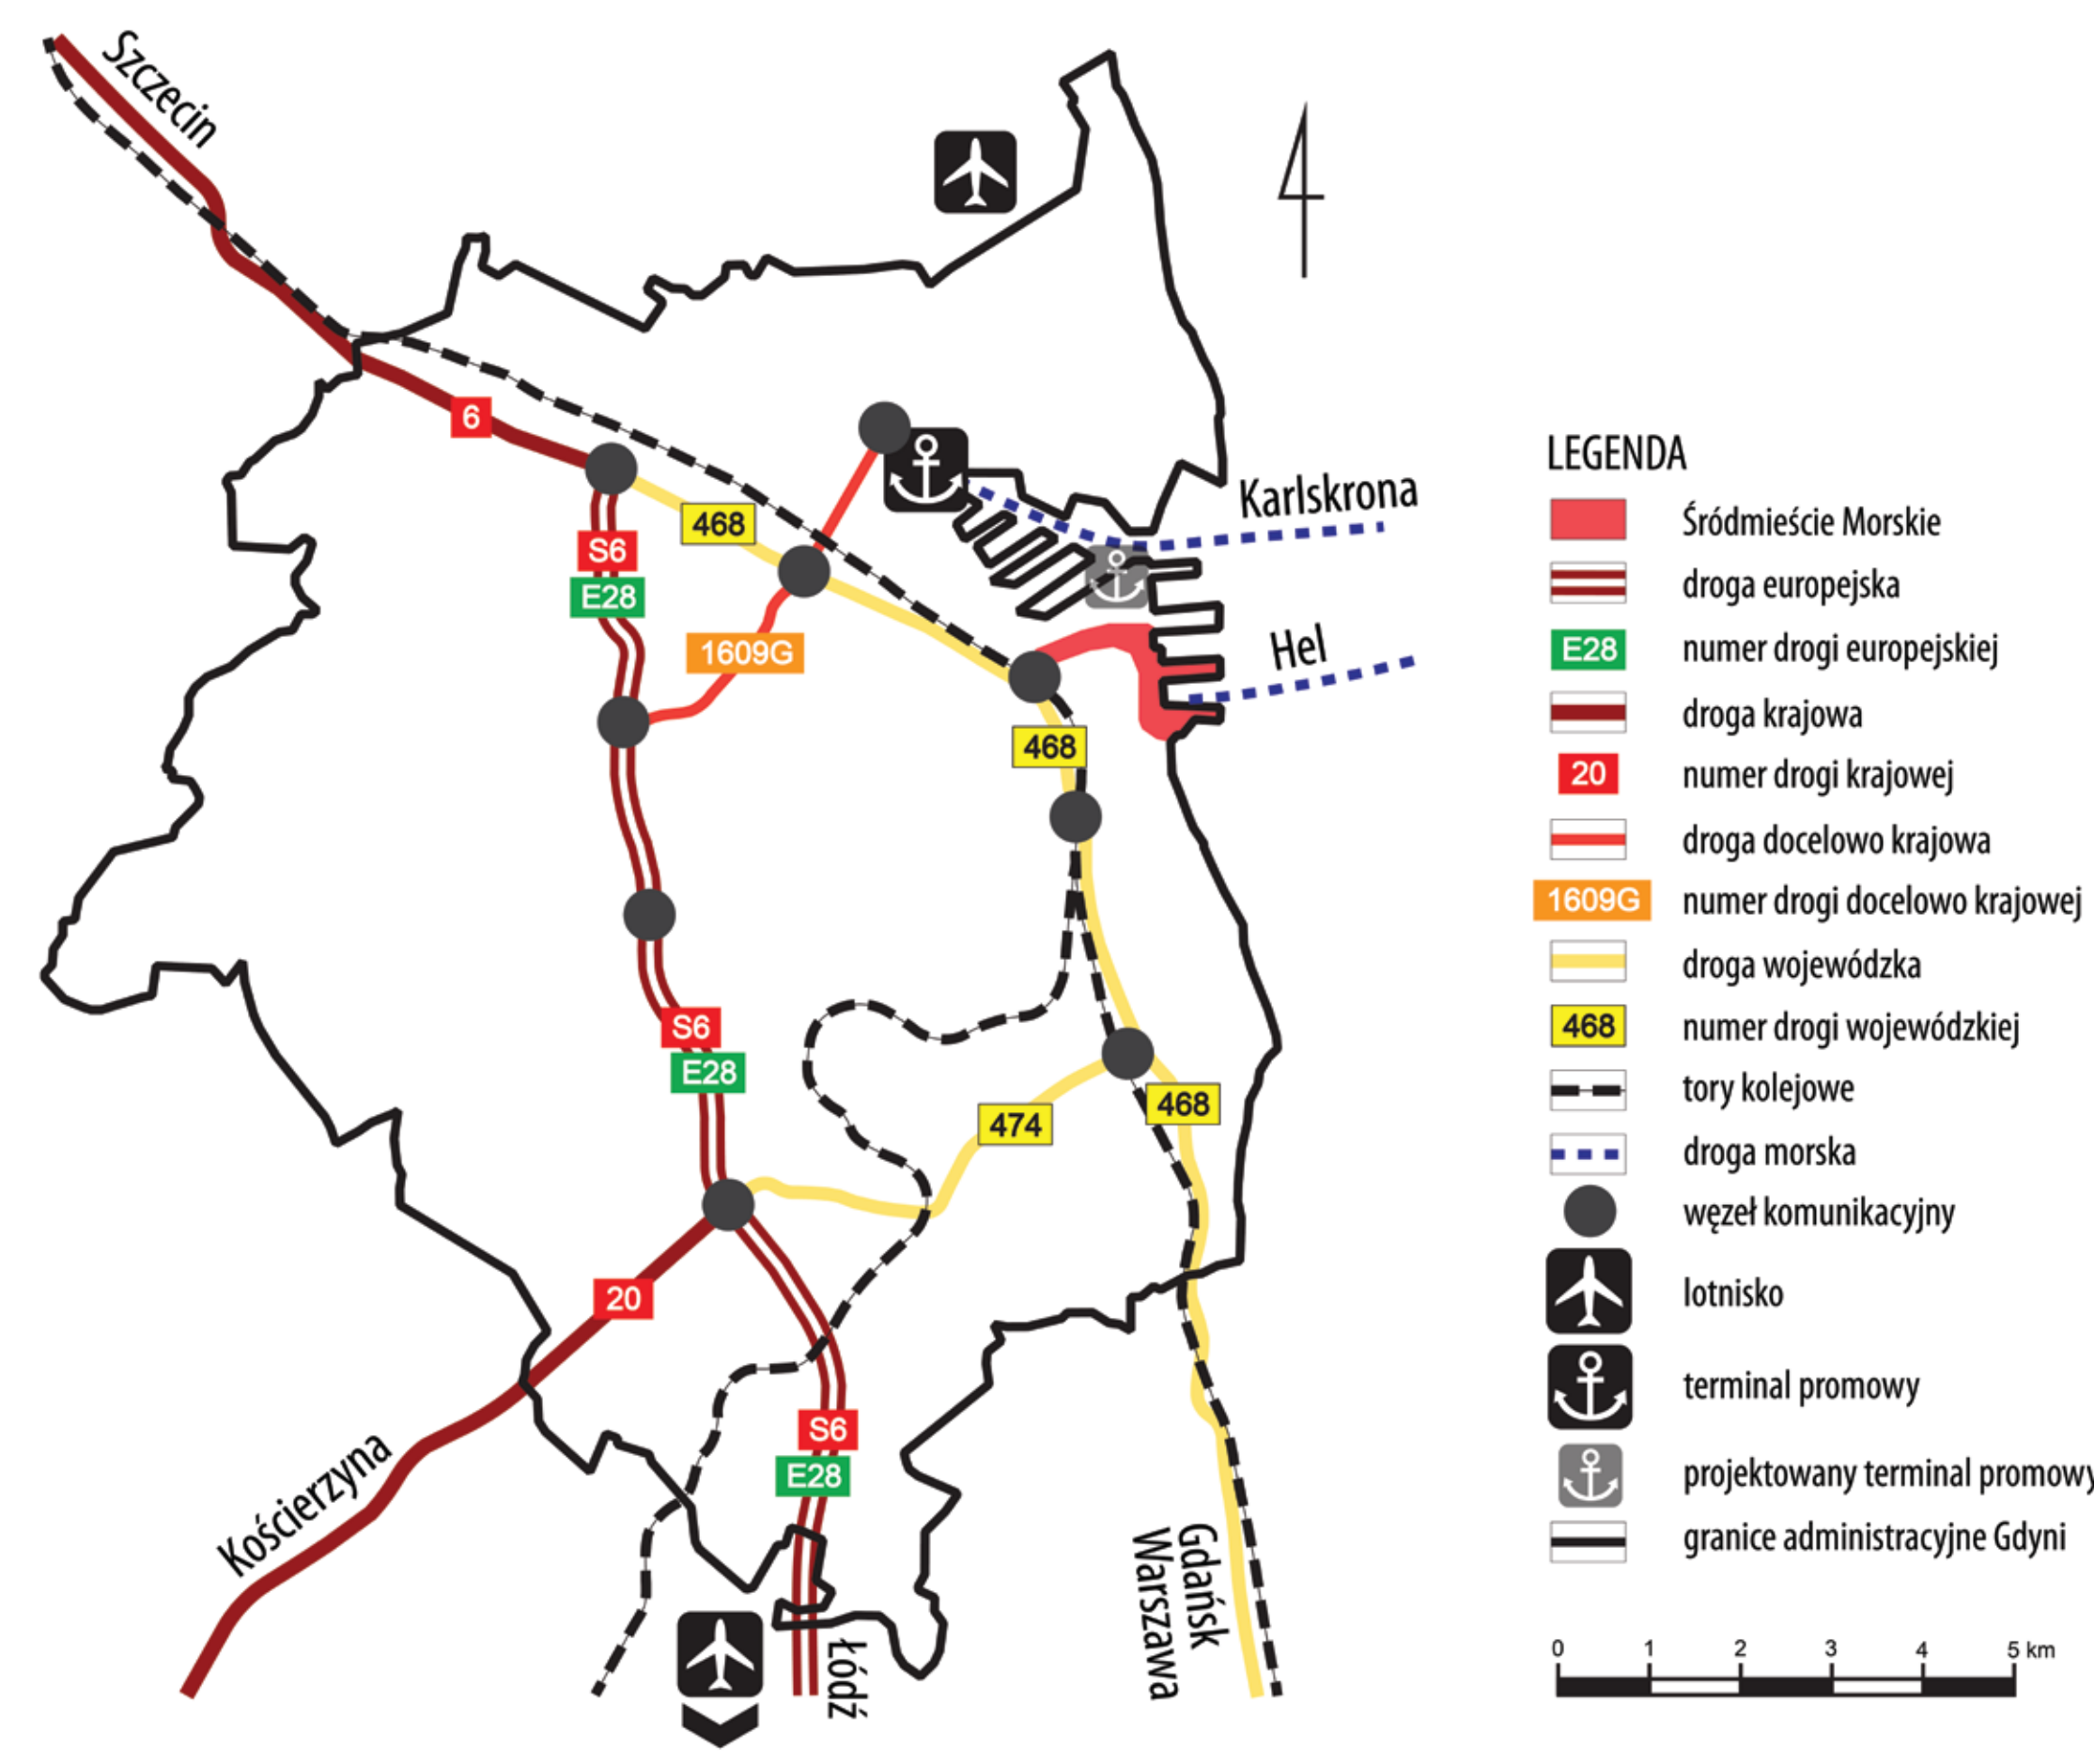 Szczecin
6
468
S6
E28
1609G
Karlskrona
Hel
468
S6
E28
474
468
20
S6
E28
Kościerzyna
Łódź
Gdańsk
Warszawa
LEGENDA
Śródmieście Morskie
droga europejska
E28 numer drogi europejskiej
droga krajowa
20 numer drogi krajowej
droga docelowo krajowa
1609G numer drogi docelowo krajowej
droga wojewódzka
468 numer drogi wojewódzkiej
tory kolejowe
droga morska
węzeł komunikacyjny
lotnisko
terminal promowy
projektowany terminal promowy
granice administracyjne Gdyni
0 1 2 3 4 5 km